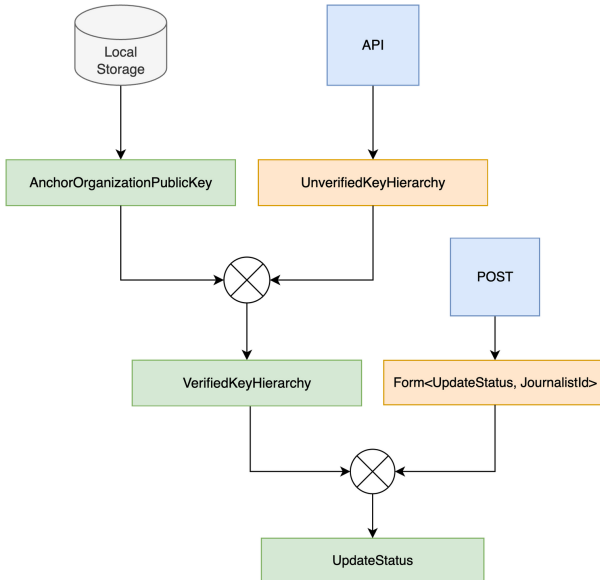 Local
Storage
API
AnchorOrganizationPublicKey
UnverifiedKeyHierarchy
POST
VerifiedKeyHierarchy
Form<UpdateStatus, JournalistId>
UpdateStatus